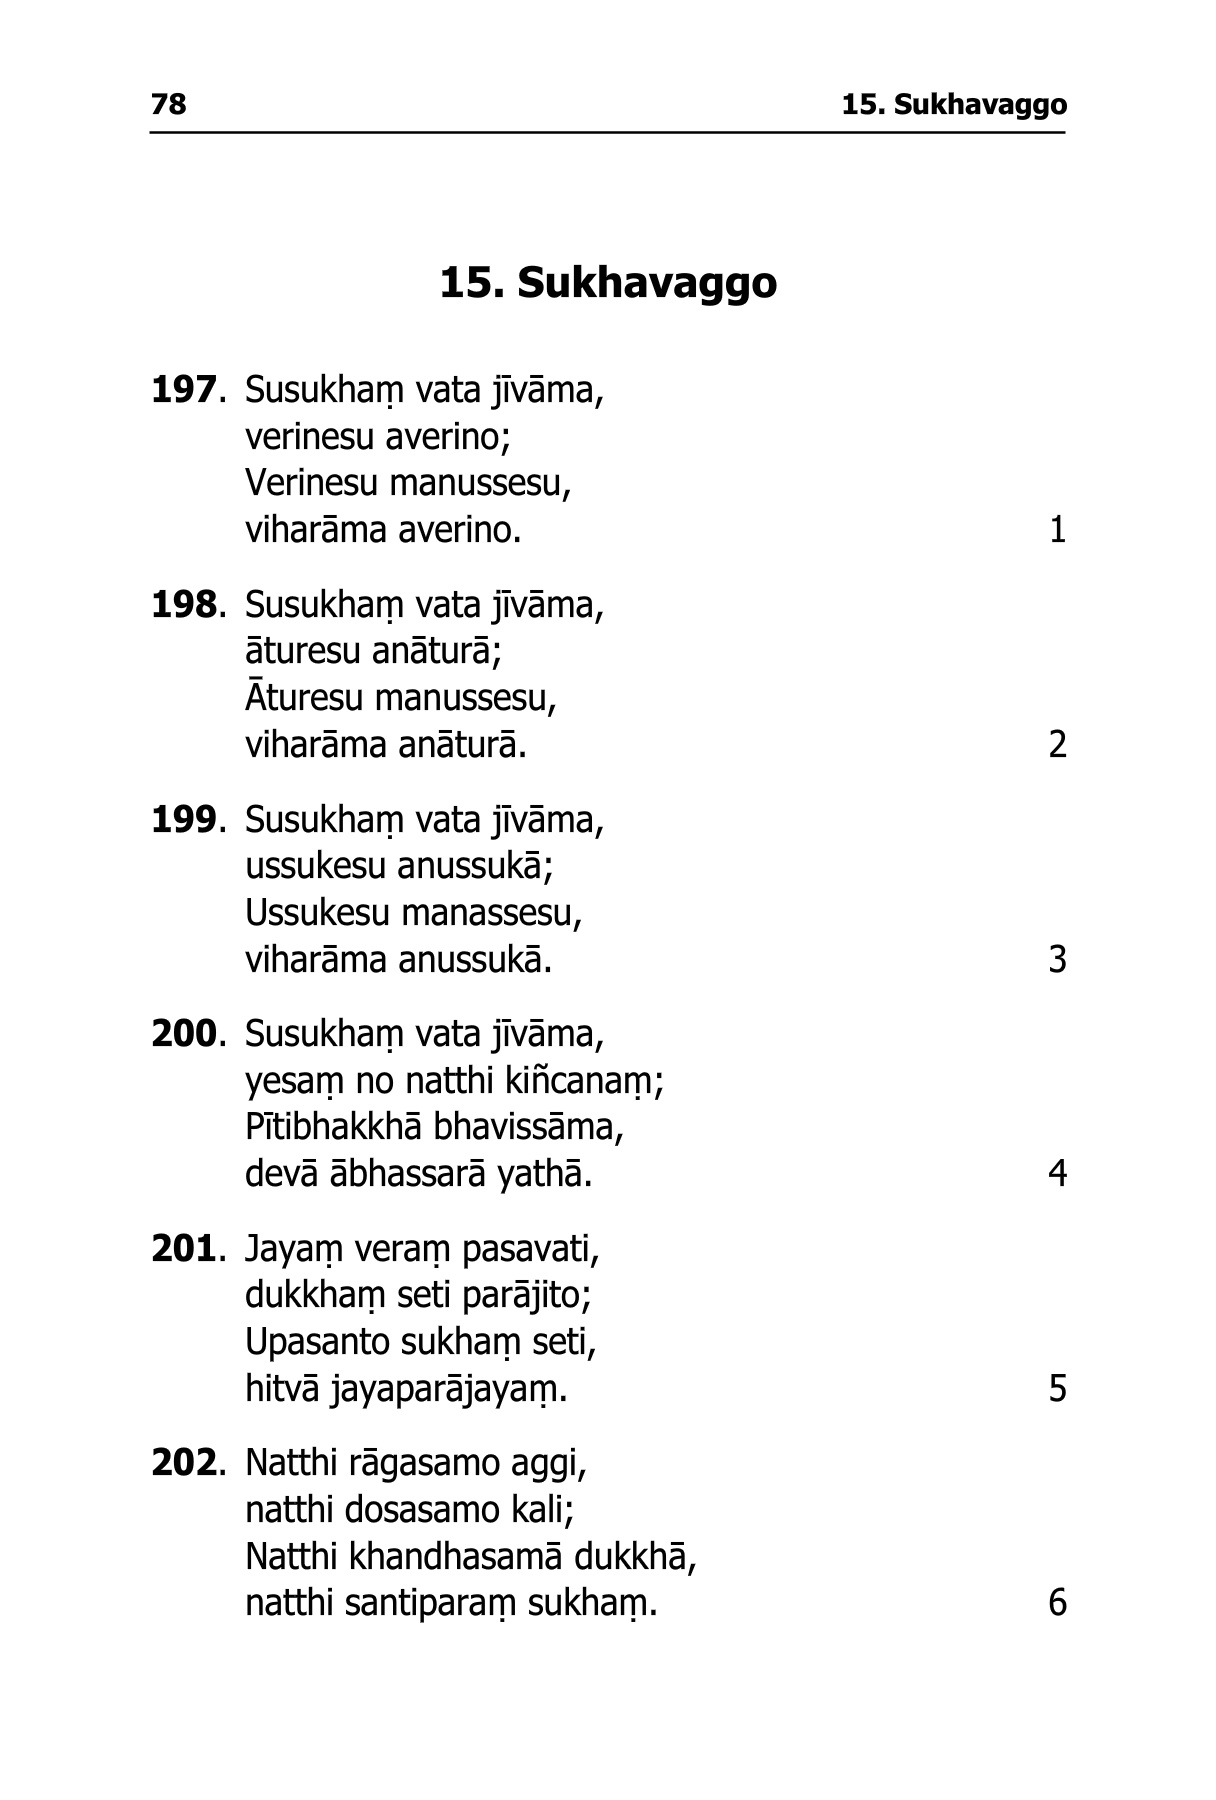 78 15. Sukhavaggo
15. Sukhavaggo
197. Susukhaṃ vata jīvāma,
verinesu averino;
Verinesu manussesu,
viharāma averino. 1
198. Susukhaṃ vata jīvāma,
āturesu anāturā;
Āturesu manussesu,
viharāma anāturā. 2
199. Susukhaṃ vata jīvāma,
ussukesu anussukā;
Ussukesu manassesu,
viharāma anussukā. 3
200. Susukhaṃ vata jīvāma,
yesaṃ no natthi kiñcanaṃ;
Pītibhakkhā bhavissāma,
devā ābhassarā yathā. 4
201. Jayaṃ veraṃ pasavati,
dukkhaṃ seti parājito;
Upasanto sukhaṃ seti,
hitvā jayaparājayaṃ. 5
202. Natthi rāgasamo aggi,
natthi dosasamo kali;
Natthi khandhasamā dukkhā,
natthi santiparaṃ sukhaṃ. 6